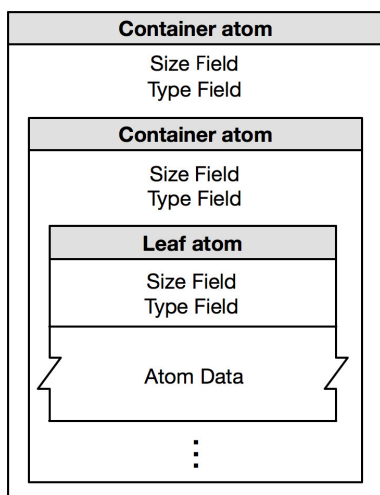 Container atom
Size Field
Type Field
Container atom
Size Field
Type Field
Leaf atom
Size Field
Type Field
Atom Data